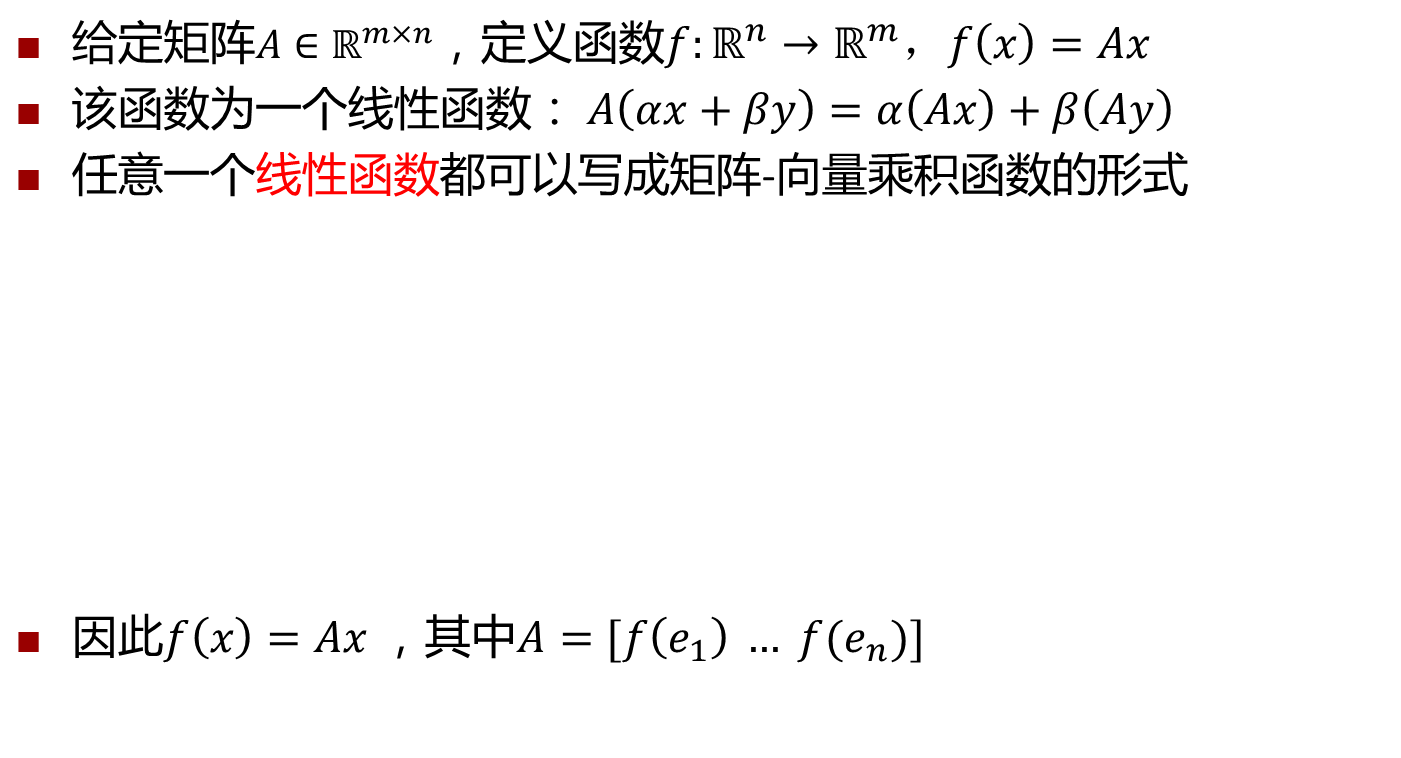 ■ 给定矩阵A ∈ ℝ^{m×n}，定义函数f: ℝ^n → ℝ^m，f(x) = Ax
■ 该函数为一个线性函数：A(αx + βy) = α(Ax) + β(Ay)
■ 任意一个线性函数都可以写成矩阵-向量乘积函数的形式
■ 因此f(x) = Ax ，其中A = [f(e₁) … f(eₙ)]